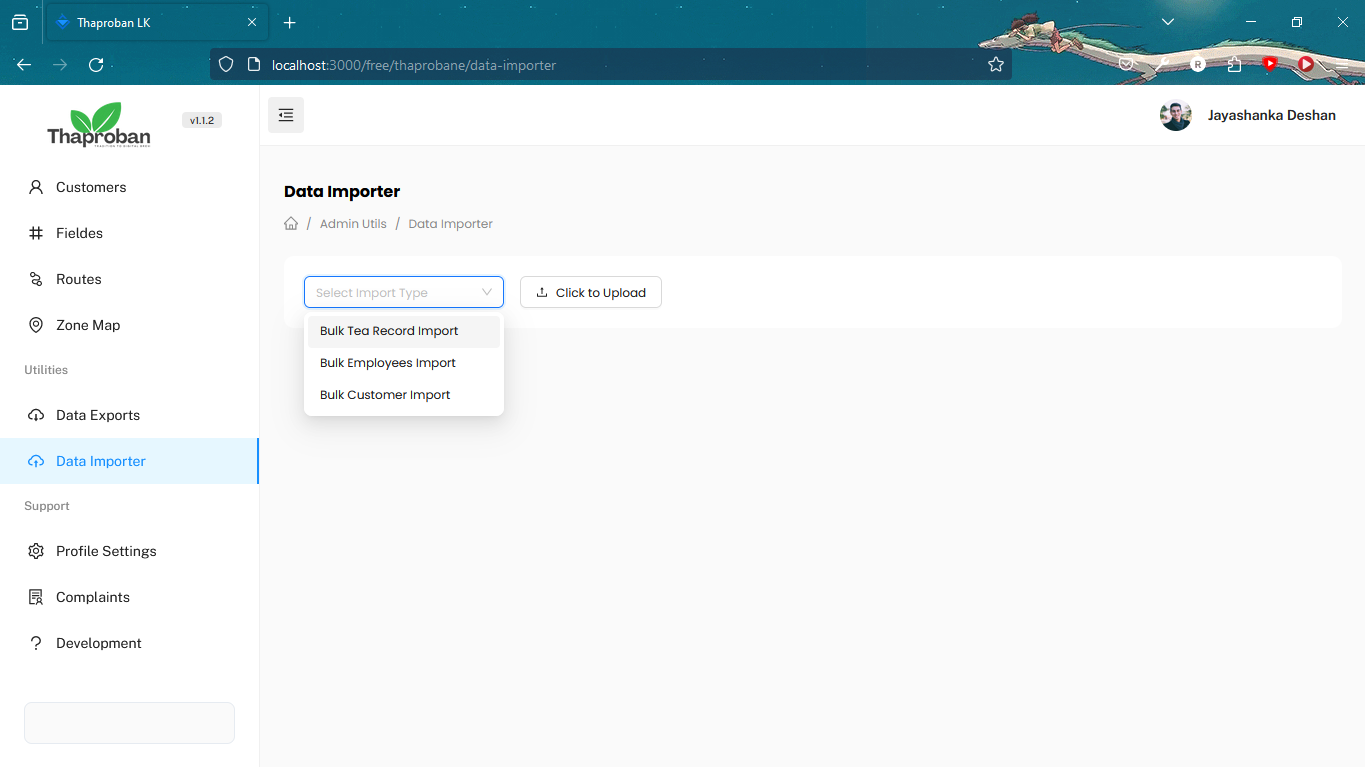 Thaproban LK
localhost:3000/free/thaprobane/data-importer
R
Thaproban
v1.1.2
Jayashanka Deshan
Customers
Fieldes
Routes
Zone Map
Utilities
Data Exports
Data Importer
Support
Profile Settings
Complaints
Development
Data Importer
/ Admin Utils / Data Importer
Select Import Type
Click to Upload
Bulk Tea Record Import
Bulk Employees Import
Bulk Customer Import